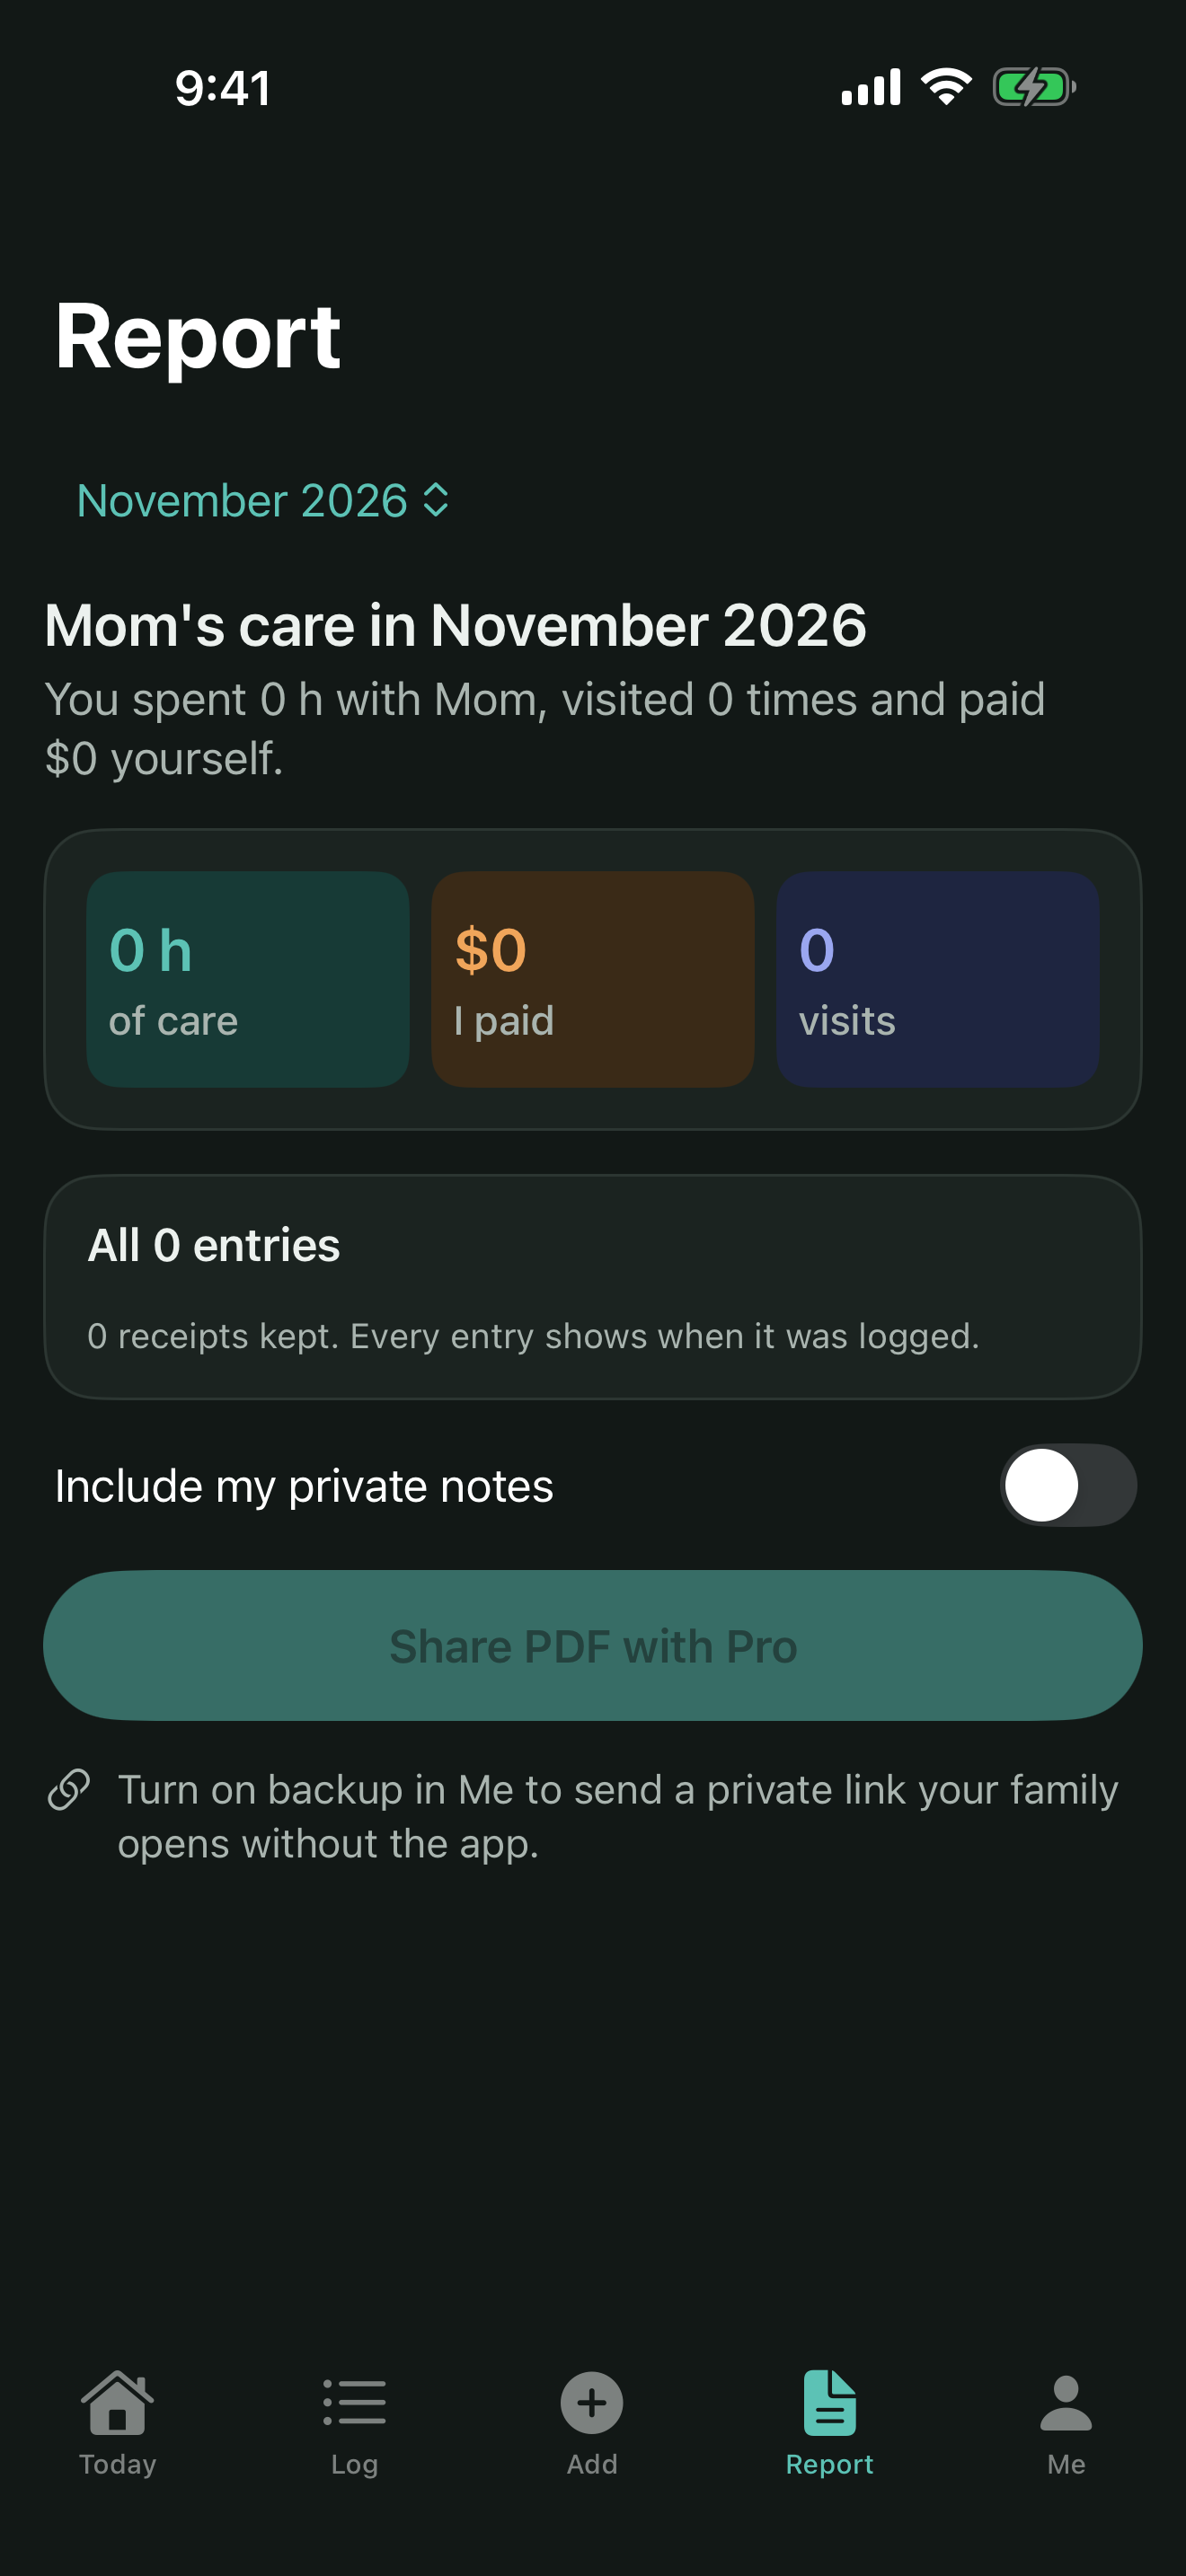 9:41
Report
November 2026
Mom's care in November 2026
You spent 0 h with Mom, visited 0 times and paid
$0 yourself.
0 h
of care
$0
I paid
0
visits
All 0 entries
0 receipts kept. Every entry shows when it was logged.
Include my private notes
Share PDF with Pro
Turn on backup in Me to send a private link your family
opens without the app.
Today
Log
Add
Report
Me